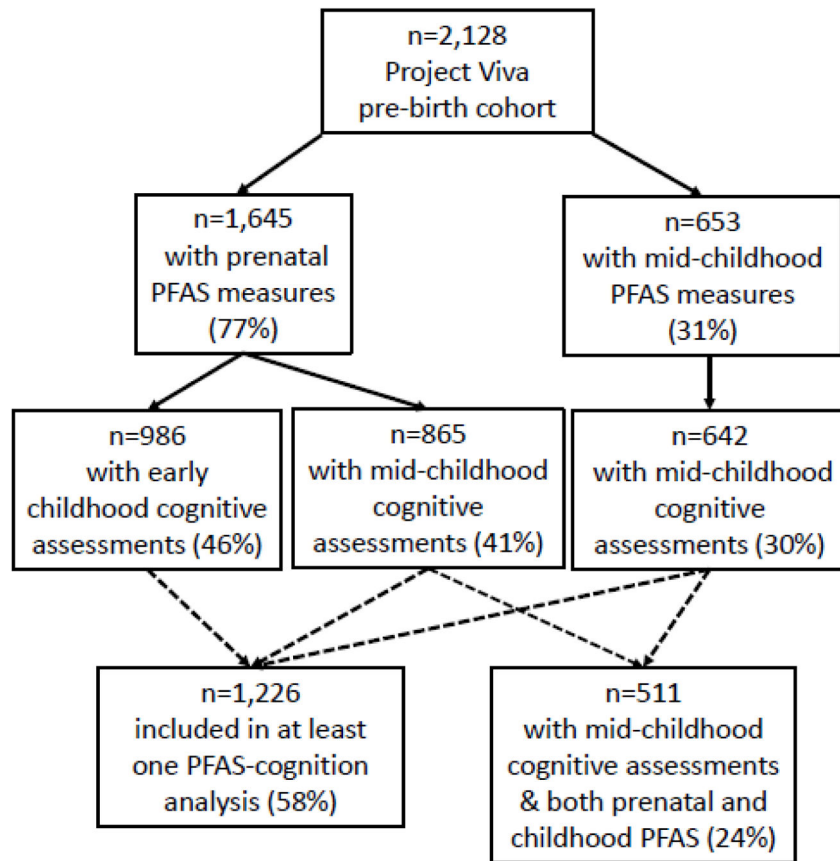 n=2,128
Project Viva
pre-birth cohort
n=1,645
with prenatal
PFAS measures
(77%)
n=653
with mid-childhood
PFAS measures
(31%)
n=986
with early
childhood cognitive
assessments (46%)
n=865
with mid-childhood
cognitive
assessments (41%)
n=642
with mid-childhood
cognitive
assessments (30%)
n=1,226
included in at least
one PFAS-cognition
analysis (58%)
n=511
with mid-childhood
cognitive assessments
& both prenatal and
childhood PFAS (24%)